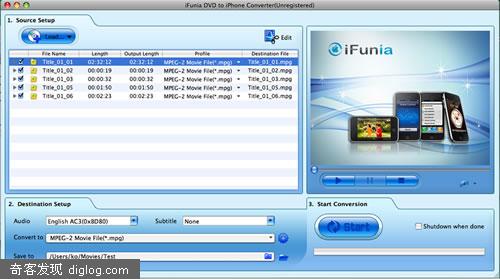 iFunia DVD to iPhone Converter(Unregistered)
1. Source Setup
Load...
Edit
File Name Length Output Length Profile Destination File
Title_01_01 02:32:12 02:32:12 MPEG-2 Movie File(*.mpg) Title_01_01.mpg
Title_01_02 00:00:19 00:00:19 MPEG-2 Movie File(*.mpg) Title_01_02.mpg
Title_01_03 00:00:32 00:00:32 MPEG-2 Movie File(*.mpg) Title_01_03.mpg
Title_01_05 00:01:50 00:01:50 MPEG-2 Movie File(*.mpg) Title_01_05.mpg
Title_01_06 00:02:23 00:02:23 MPEG-2 Movie File(*.mpg) Title_01_06.mpg
iFunia
2. Destination Setup
Audio English AC3(0x8D80) Subtitle None
Convert to MPEG-2 Movie File(*.mpg)
Save to /Users/ko/Movies/Test
3. Start Conversion
Start
Shutdown when done
奇客发现 diglog.com